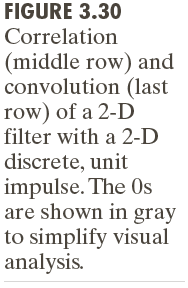 FIGURE 3.30
Correlation
(middle row) and
convolution (last
row) of a 2-D
filter with a 2-D
discrete, unit
impulse. The 0s
are shown in gray
to simplify visual
analysis.